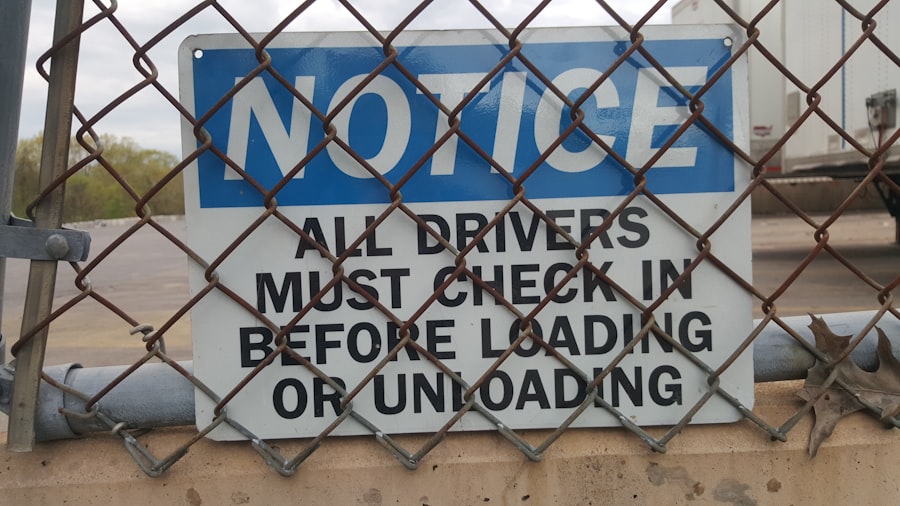 NOTICE
ALL DRIVERS
MUST CHECK IN
BEFORE LOADING
OR UNLOADING